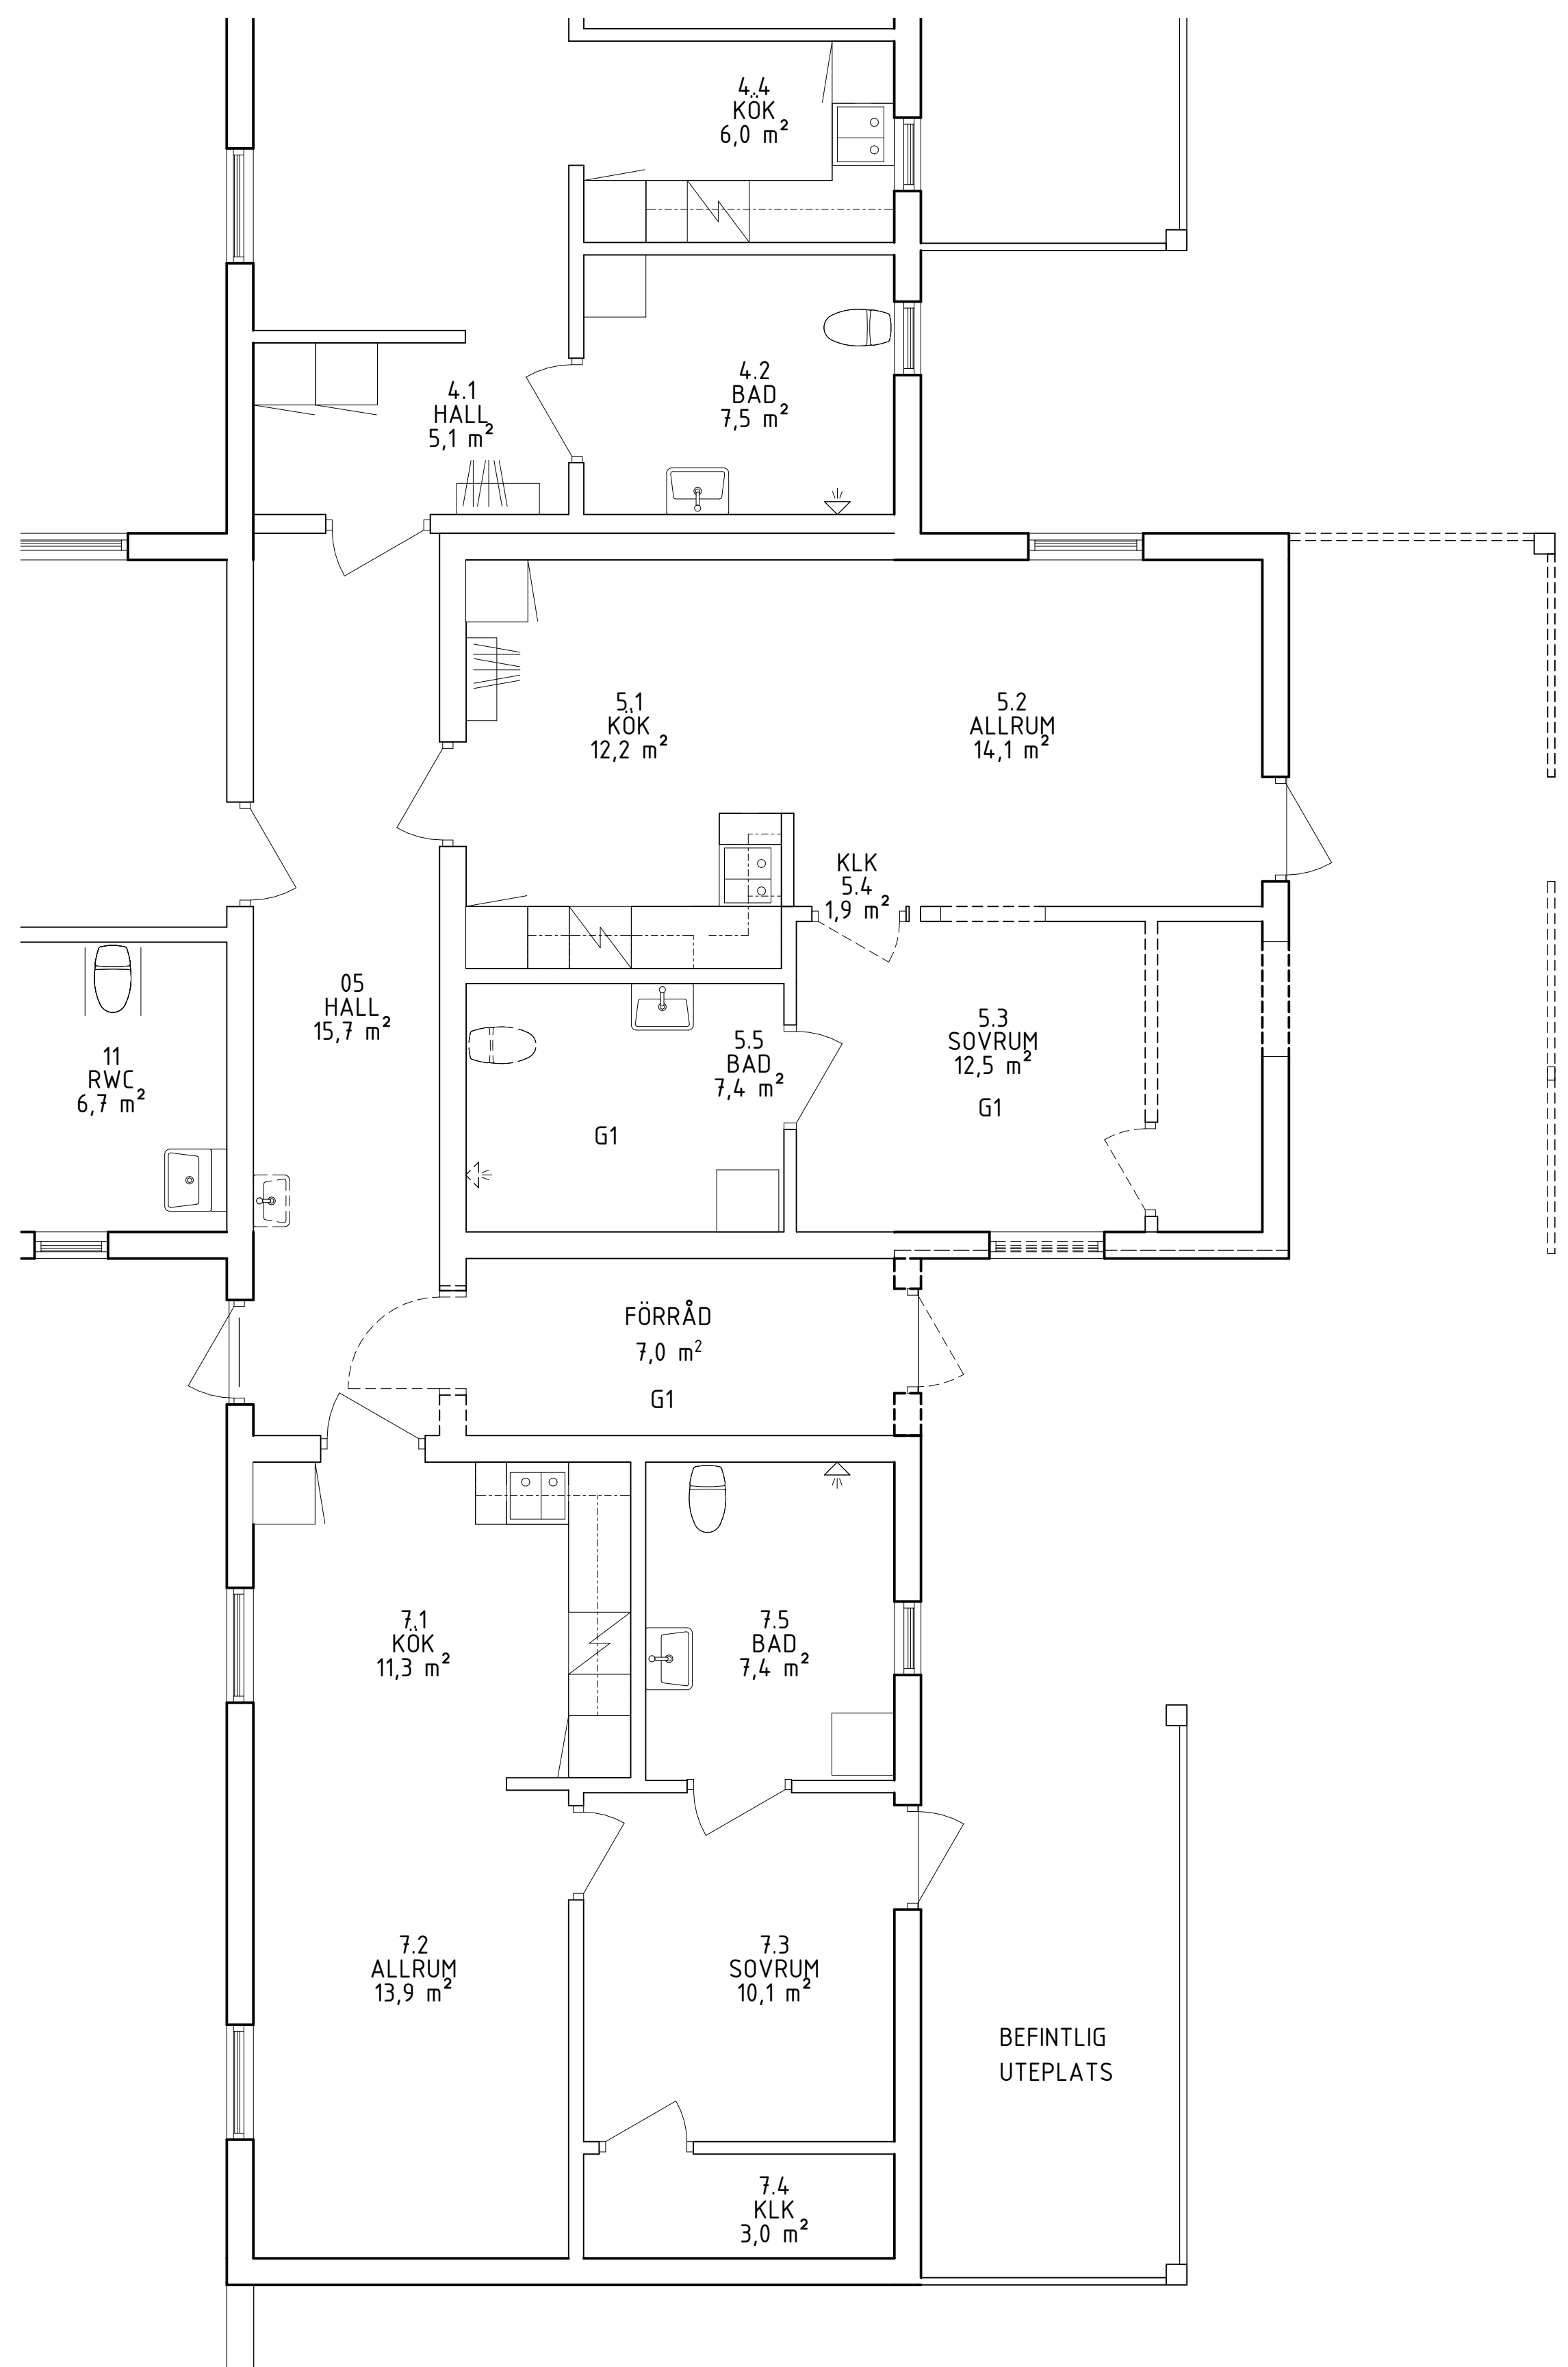 4.4
KÖK
6,0 m²
4.2
BAD
7,5 m²
4.1
HALL
5,1 m²
5.1
KÖK
12,2 m²
5.2
ALLRUM
14,1 m²
KLK
5.4
1,9 m²
05
HALL
15,7 m²
5.3
SOVRUM
12,5 m²
G1
5.5
BAD
7,4 m²
G1
11
RWC
6,7 m²
FÖRRÅD
7,0 m²
G1
7.1
KÖK
11,3 m²
7.5
BAD
7,4 m²
7.2
ALLRUM
13,9 m²
7.3
SOVRUM
10,1 m²
BEFINTLIG
UTEPLATS
7.4
KLK
3,0 m²